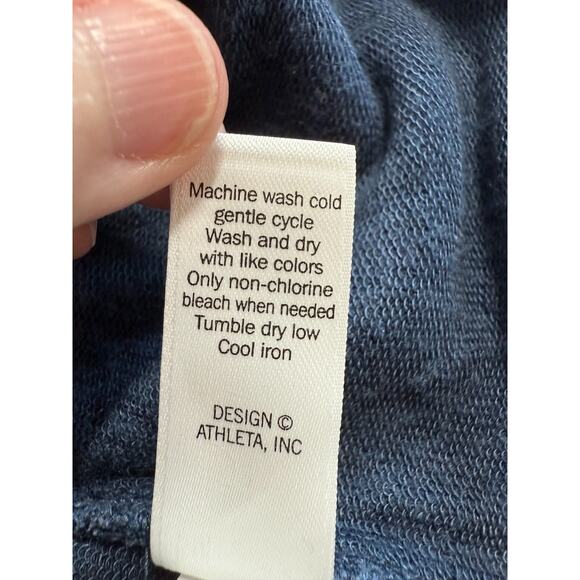 Machine wash cold
gentle cycle
Wash and dry
with like colors
Only non-chlorine
bleach when needed
Tumble dry low
Cool iron
DESIGN ©
ATHLETA, INC